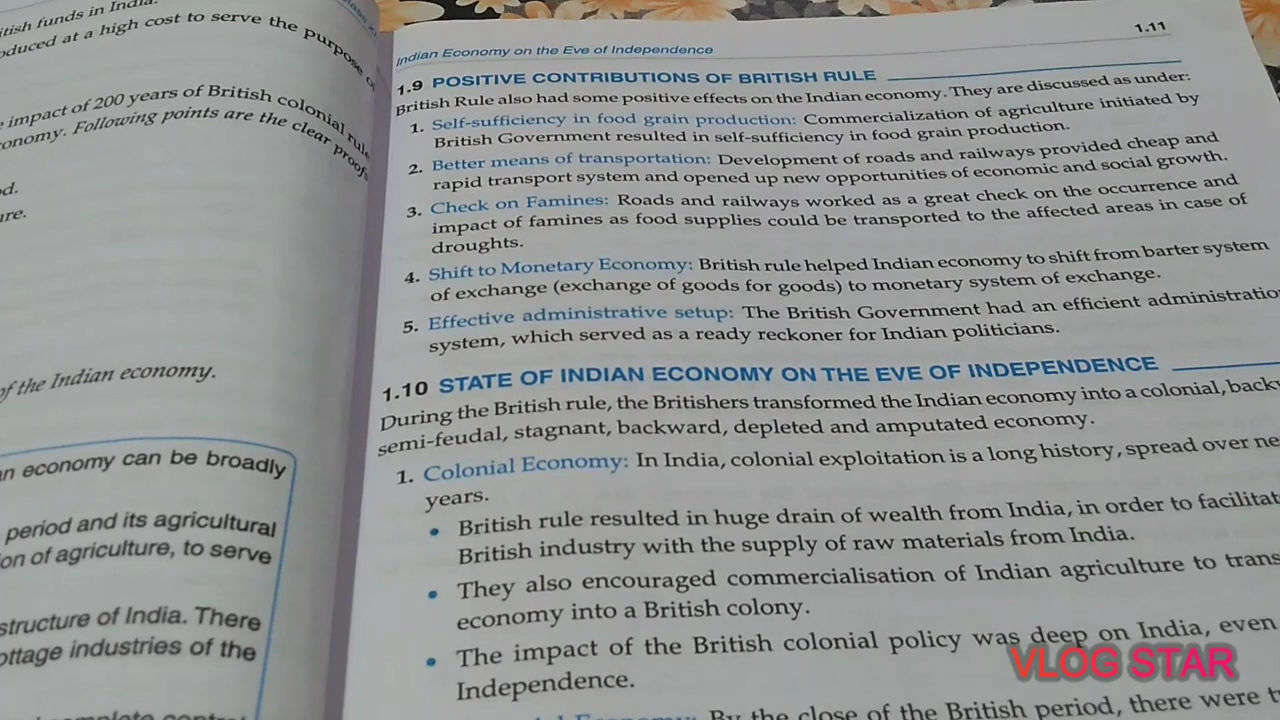 itish funds in India.
oduced at a high cost to serve the purpose of
impact of 200 years of British colonial rule
onomy. Following points are the clear proofs
d.
ure.
of the Indian economy.
an economy can be broadly
period and its agricultural
on of agriculture, to serve
structure of India. There
ottage industries of the
Indian Economy on the Eve of Independence 1.11
1.9 POSITIVE CONTRIBUTIONS OF BRITISH RULE
British Rule also had some positive effects on the Indian economy. They are discussed as under:
1. Self-sufficiency in food grain production: Commercialization of agriculture initiated by
British Government resulted in self-sufficiency in food grain production.
2. Better means of transportation: Development of roads and railways provided cheap and
rapid transport system and opened up new opportunities of economic and social growth.
3. Check on Famines: Roads and railways worked as a great check on the occurrence and
impact of famines as food supplies could be transported to the affected areas in case of
droughts.
4. Shift to Monetary Economy: British rule helped Indian economy to shift from barter system
of exchange (exchange of goods for goods) to monetary system of exchange.
5. Effective administrative setup: The British Government had an efficient administratio
system, which served as a ready reckoner for Indian politicians.
1.10 STATE OF INDIAN ECONOMY ON THE EVE OF INDEPENDENCE
During the British rule, the Britishers transformed the Indian economy into a colonial, backw
semi-feudal, stagnant, backward, depleted and amputated economy.
1. Colonial Economy: In India, colonial exploitation is a long history, spread over ne
years.
• British rule resulted in huge drain of wealth from India, in order to facilitat
British industry with the supply of raw materials from India.
• They also encouraged commercialisation of Indian agriculture to trans
economy into a British colony.
• The impact of the British colonial policy was deep on India, even
Independence.
By the close of the British period, there were
VLOG STAR